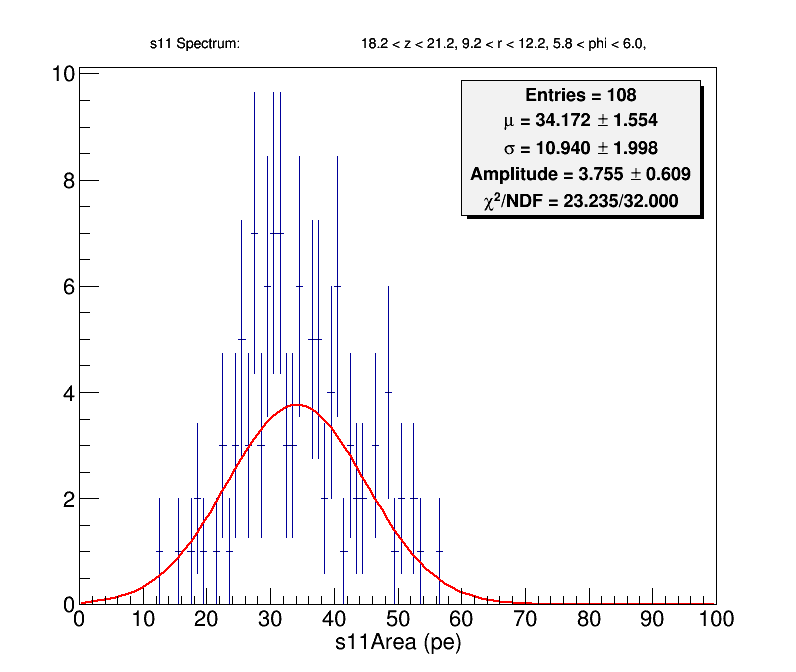 s11 Spectrum: 18.2 < z < 21.2, 9.2 < r < 12.2, 5.8 < phi < 6.0,
Entries = 108
μ = 34.172 ± 1.554
σ = 10.940 ± 1.998
Amplitude = 3.755 ± 0.609
χ²/NDF = 23.235/32.000
10
8
6
4
2
0
0 10 20 30 40 50 60 70 80 90 100
s11Area (pe)